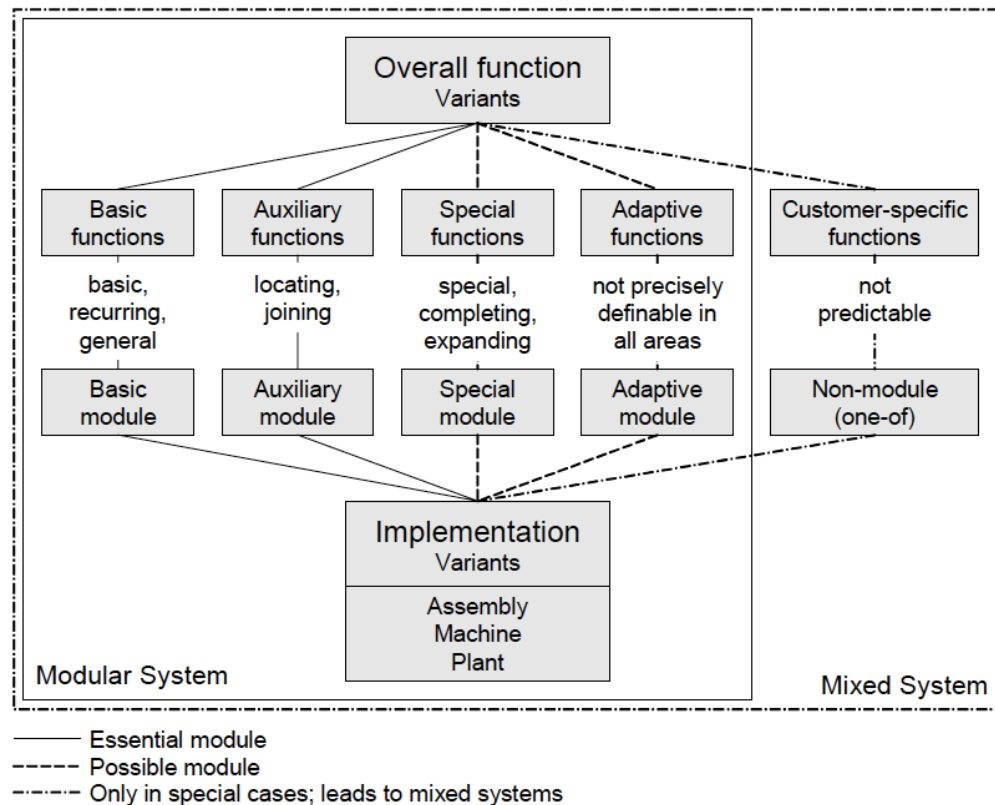 Overall function
Variants
Basic
functions
Auxiliary
functions
Special
functions
Adaptive
functions
Customer-specific
functions
basic,
recurring,
general
locating,
joining
special,
completing,
expanding
not precisely
definable in
all areas
not
predictable
Basic
module
Auxiliary
module
Special
module
Adaptive
module
Non-module
(one-of)
Implementation
Variants
Assembly
Machine
Plant
Modular System
Mixed System
Essential module
Possible module
Only in special cases; leads to mixed systems